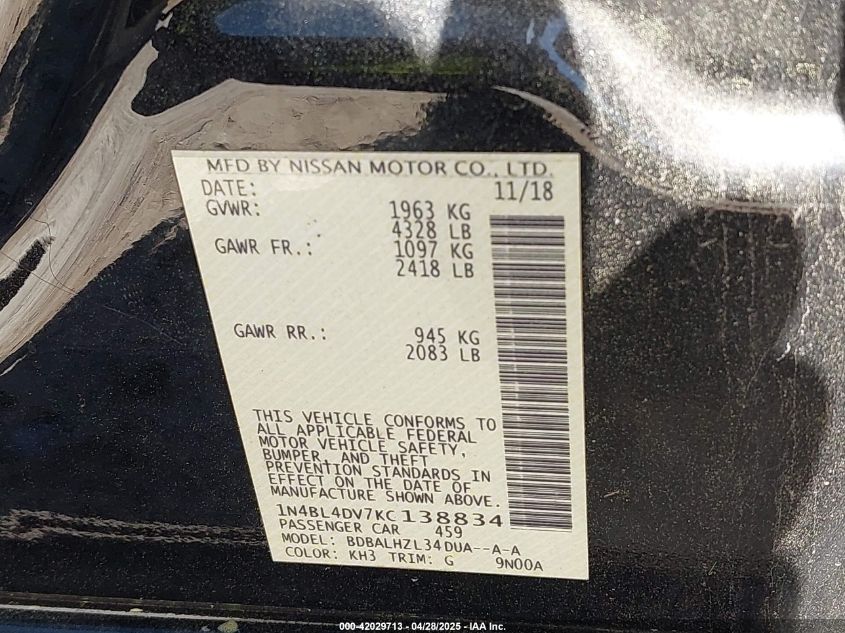 MFD BY NISSAN MOTOR CO., LTD.
DATE: 11/18
GVWR: 1963 KG
4328 LB
GAWR FR.: 1097 KG
2418 LB
GAWR RR.: 945 KG
2083 LB
THIS VEHICLE CONFORMS TO
ALL APPLICABLE FEDERAL
MOTOR VEHICLE SAFETY,
BUMPER, AND THEFT
PREVENTION STANDARDS IN
EFFECT ON THE DATE OF
MANUFACTURE SHOWN ABOVE.
1N4BL4DV7KC138834
PASSENGER CAR 459
MODEL: BDBALHZL34DUA--A-A
COLOR: KH3 TRIM: G 9N00A
000-42029713 - 04/28/2025 - IAA Inc.